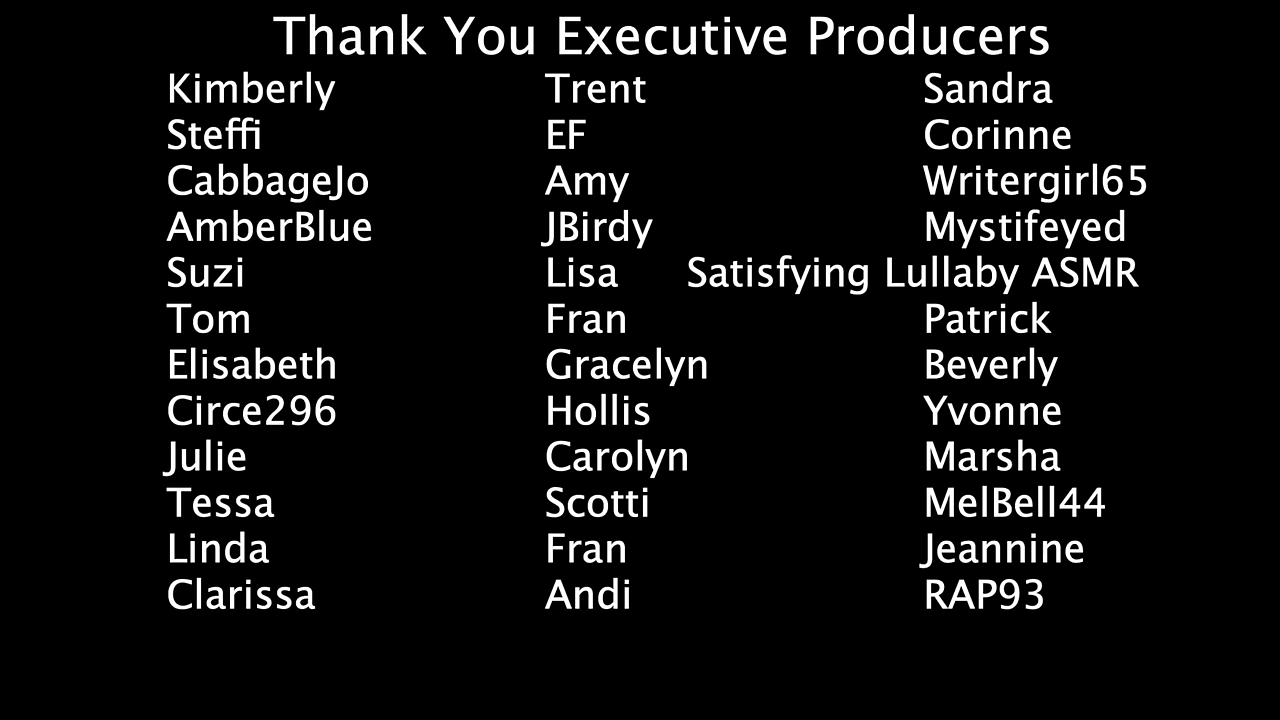 Thank You Executive Producers
Kimberly Trent Sandra
Steffi EF Corinne
CabbageJo Amy Writergirl65
AmberBlue JBirdy Mystifeyed
Suzi Lisa Satisfying Lullaby ASMR
Tom Fran Patrick
Elisabeth Gracelyn Beverly
Circe296 Hollis Yvonne
Julie Carolyn Marsha
Tessa Scotti MelBell44
Linda Fran Jeannine
Clarissa Andi RAP93